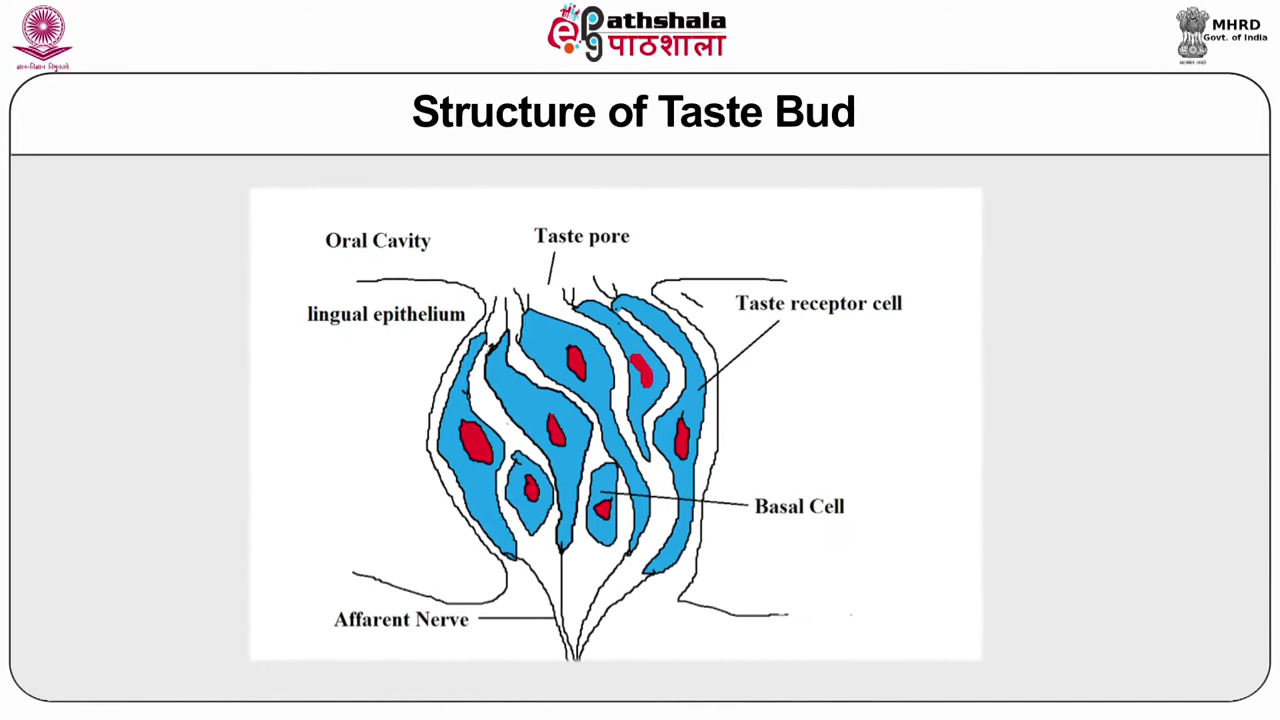 ePathshala
पाठशाला
MHRD
Govt. of India
Structure of Taste Bud
Oral Cavity
Taste pore
lingual epithelium
Taste receptor cell
Basal Cell
Affarent Nerve